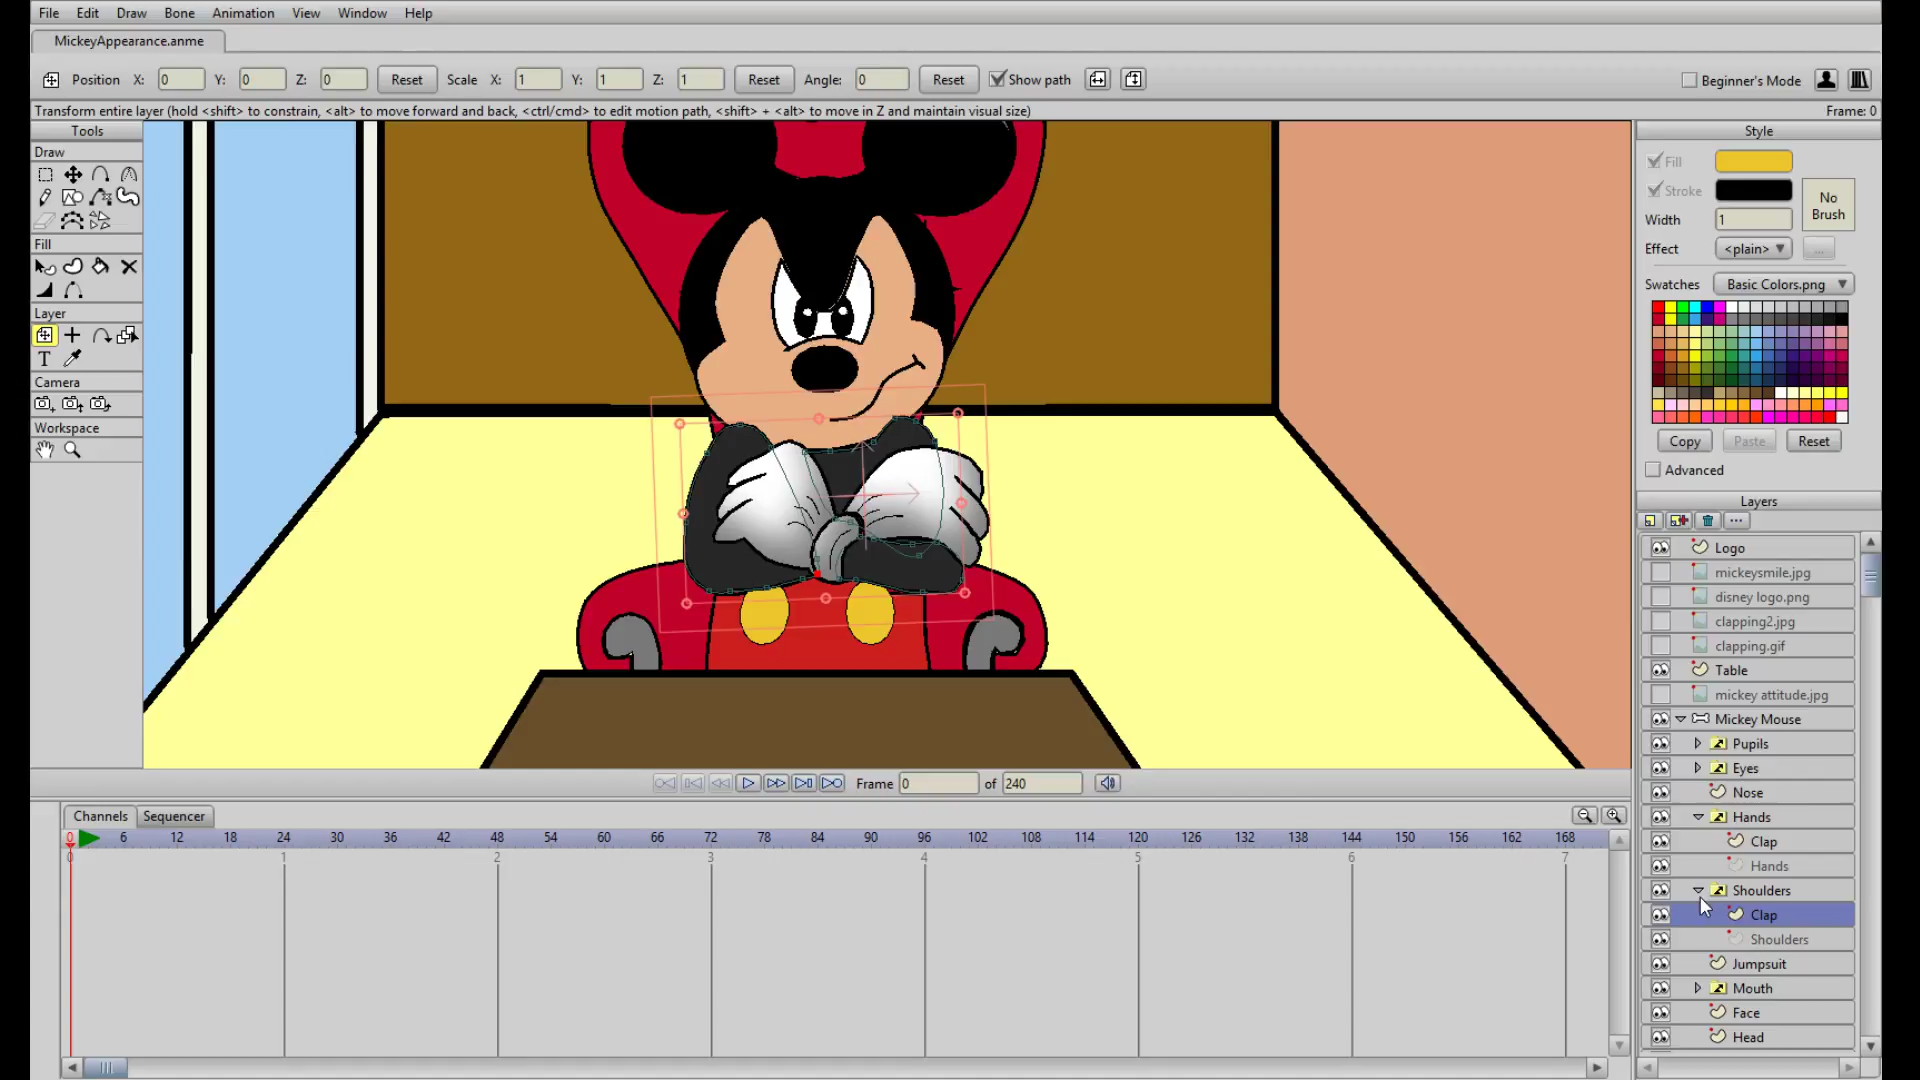 File Edit Draw Bone Animation View Window Help
MickeyAppearance.anme
Position X: 0 Y: 0 Z: 0 Reset Scale X: 1 Y: 1 Z: 1 Reset Angle: 0 Reset Show path Beginner's Mode
Transform entire layer (hold <shift> to constrain, <alt> to move forward and back, <ctrl/cmd> to edit motion path, <shift> + <alt> to move in Z and maintain visual size) Frame: 0
Tools
Draw
Fill
Layer
T
Camera
Workspace
Style
Fill
Stroke
No
Brush
Width 1
Effect <plain> ...
Swatches Basic Colors.png
Copy Paste Reset
Advanced
Layers
Logo
mickeysmile.jpg
disney logo.png
clapping2.jpg
clapping.gif
Table
mickey attitude.jpg
Mickey Mouse
Pupils
Eyes
Nose
Hands
Clap
Hands
Shoulders
Clap
Shoulders
Jumpsuit
Mouth
Face
Head
Frame 0 of 240
Channels Sequencer
0 6 12 18 24 30 36 42 48 54 60 66 72 78 84 90 96 102 108 114 120 126 132 138 144 150 156 162 168
0 1 2 3 4 5 6 7